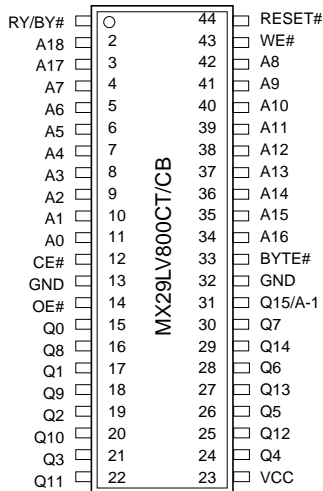 RY/BY# 44 RESET#
A18 2 43 WE#
A17 3 42 A8
A7 4 41 A9
A6 5 40 A10
A5 6 39 A11
A4 7 38 A12
A3 8 37 A13
A2 9 36 A14
A1 10 35 A15
A0 11 34 A16
CE# 12 33 BYTE#
GND 13 32 GND
OE# 14 31 Q15/A-1
Q0 15 30 Q7
Q8 16 29 Q14
Q1 17 28 Q6
Q9 18 27 Q13
Q2 19 26 Q5
Q10 20 25 Q12
Q3 21 24 Q4
Q11 22 23 VCC
MX29LV800CT/CB